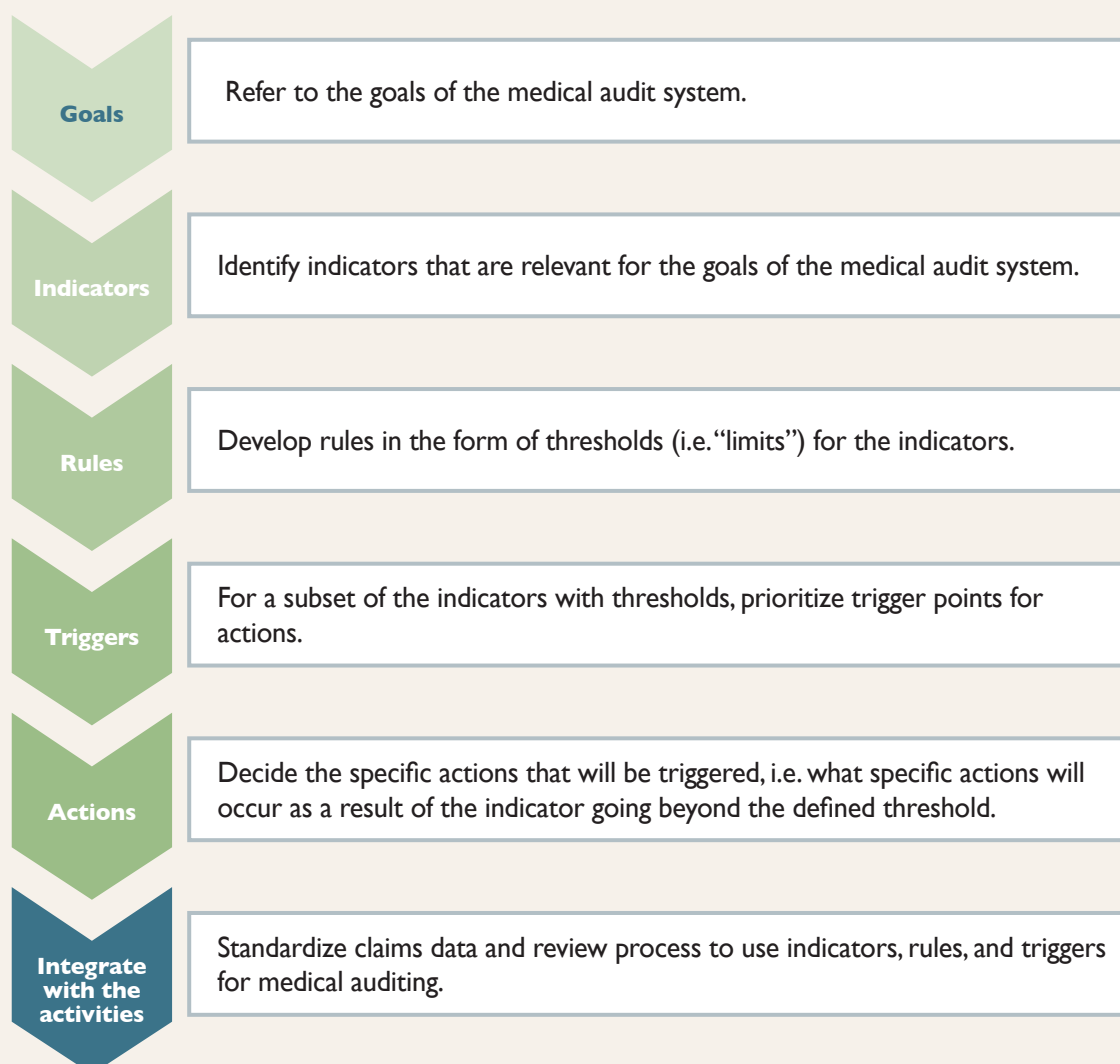 Goals
Refer to the goals of the medical audit system.
Indicators
Identify indicators that are relevant for the goals of the medical audit system.
Rules
Develop rules in the form of thresholds (i.e. “limits”) for the indicators.
Triggers
For a subset of the indicators with thresholds, prioritize trigger points for
actions.
Actions
Decide the specific actions that will be triggered, i.e. what specific actions will
occur as a result of the indicator going beyond the defined threshold.
Integrate
with the
activities
Standardize claims data and review process to use indicators, rules, and triggers
for medical auditing.